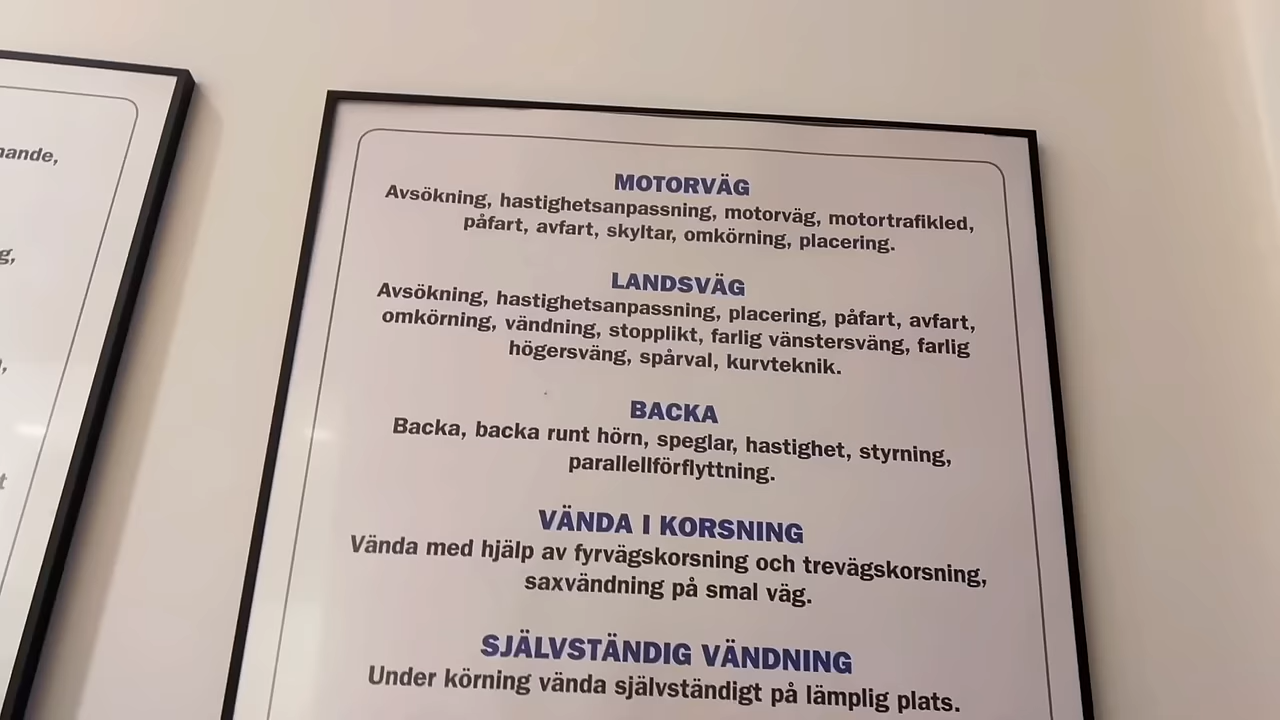 g,
MOTORVÄG
Avsökning, hastighetsanpassning, motorväg, motortrafikled,
påfart, avfart, skyltar, omkörning, placering.
LANDSVÄG
Avsökning, hastighetsanpassning, placering, påfart, avfart,
omkörning, vändning, stopplikt, farlig vänstersväng, farlig
högersväng, spårval, kurvteknik.
BACKA
Backa, backa runt hörn, speglar, hastighet, styrning,
parallellförflyttning.
VÄNDA I KORSNING
Vända med hjälp av fyrvägskorsning och trevägskorsning,
saxvändning på smal väg.
SJÄLVSTÄNDIG VÄNDNING
Under körning vända självständigt på lämplig plats.